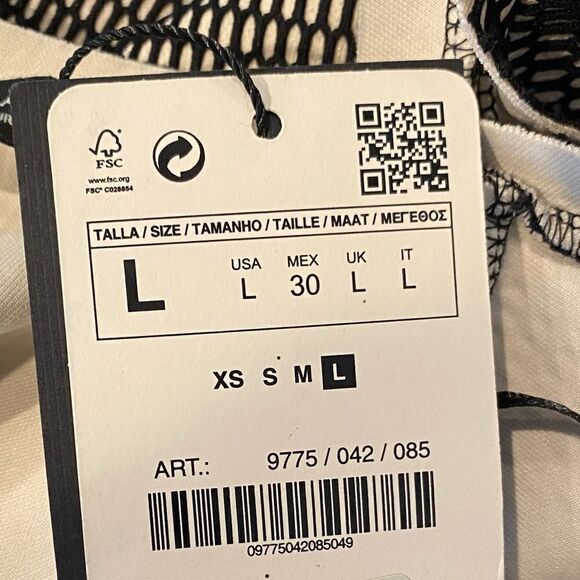 FSC
www.fsc.org
FSC® C028854
TALLA / SIZE / TAMANHO / TAILLE / MAAT / ΜΕΓΕΘΟΣ
L
USA MEX UK IT
L 30 L L
XS S M L
ART.: 9775 / 042 / 085
09775042085049